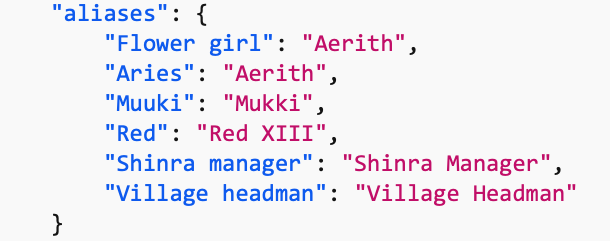 "aliases": {
"Flower girl": "Aerith",
"Aries": "Aerith",
"Muuki": "Mukki",
"Red": "Red XIII",
"Shinra manager": "Shinra Manager",
"Village headman": "Village Headman"
}